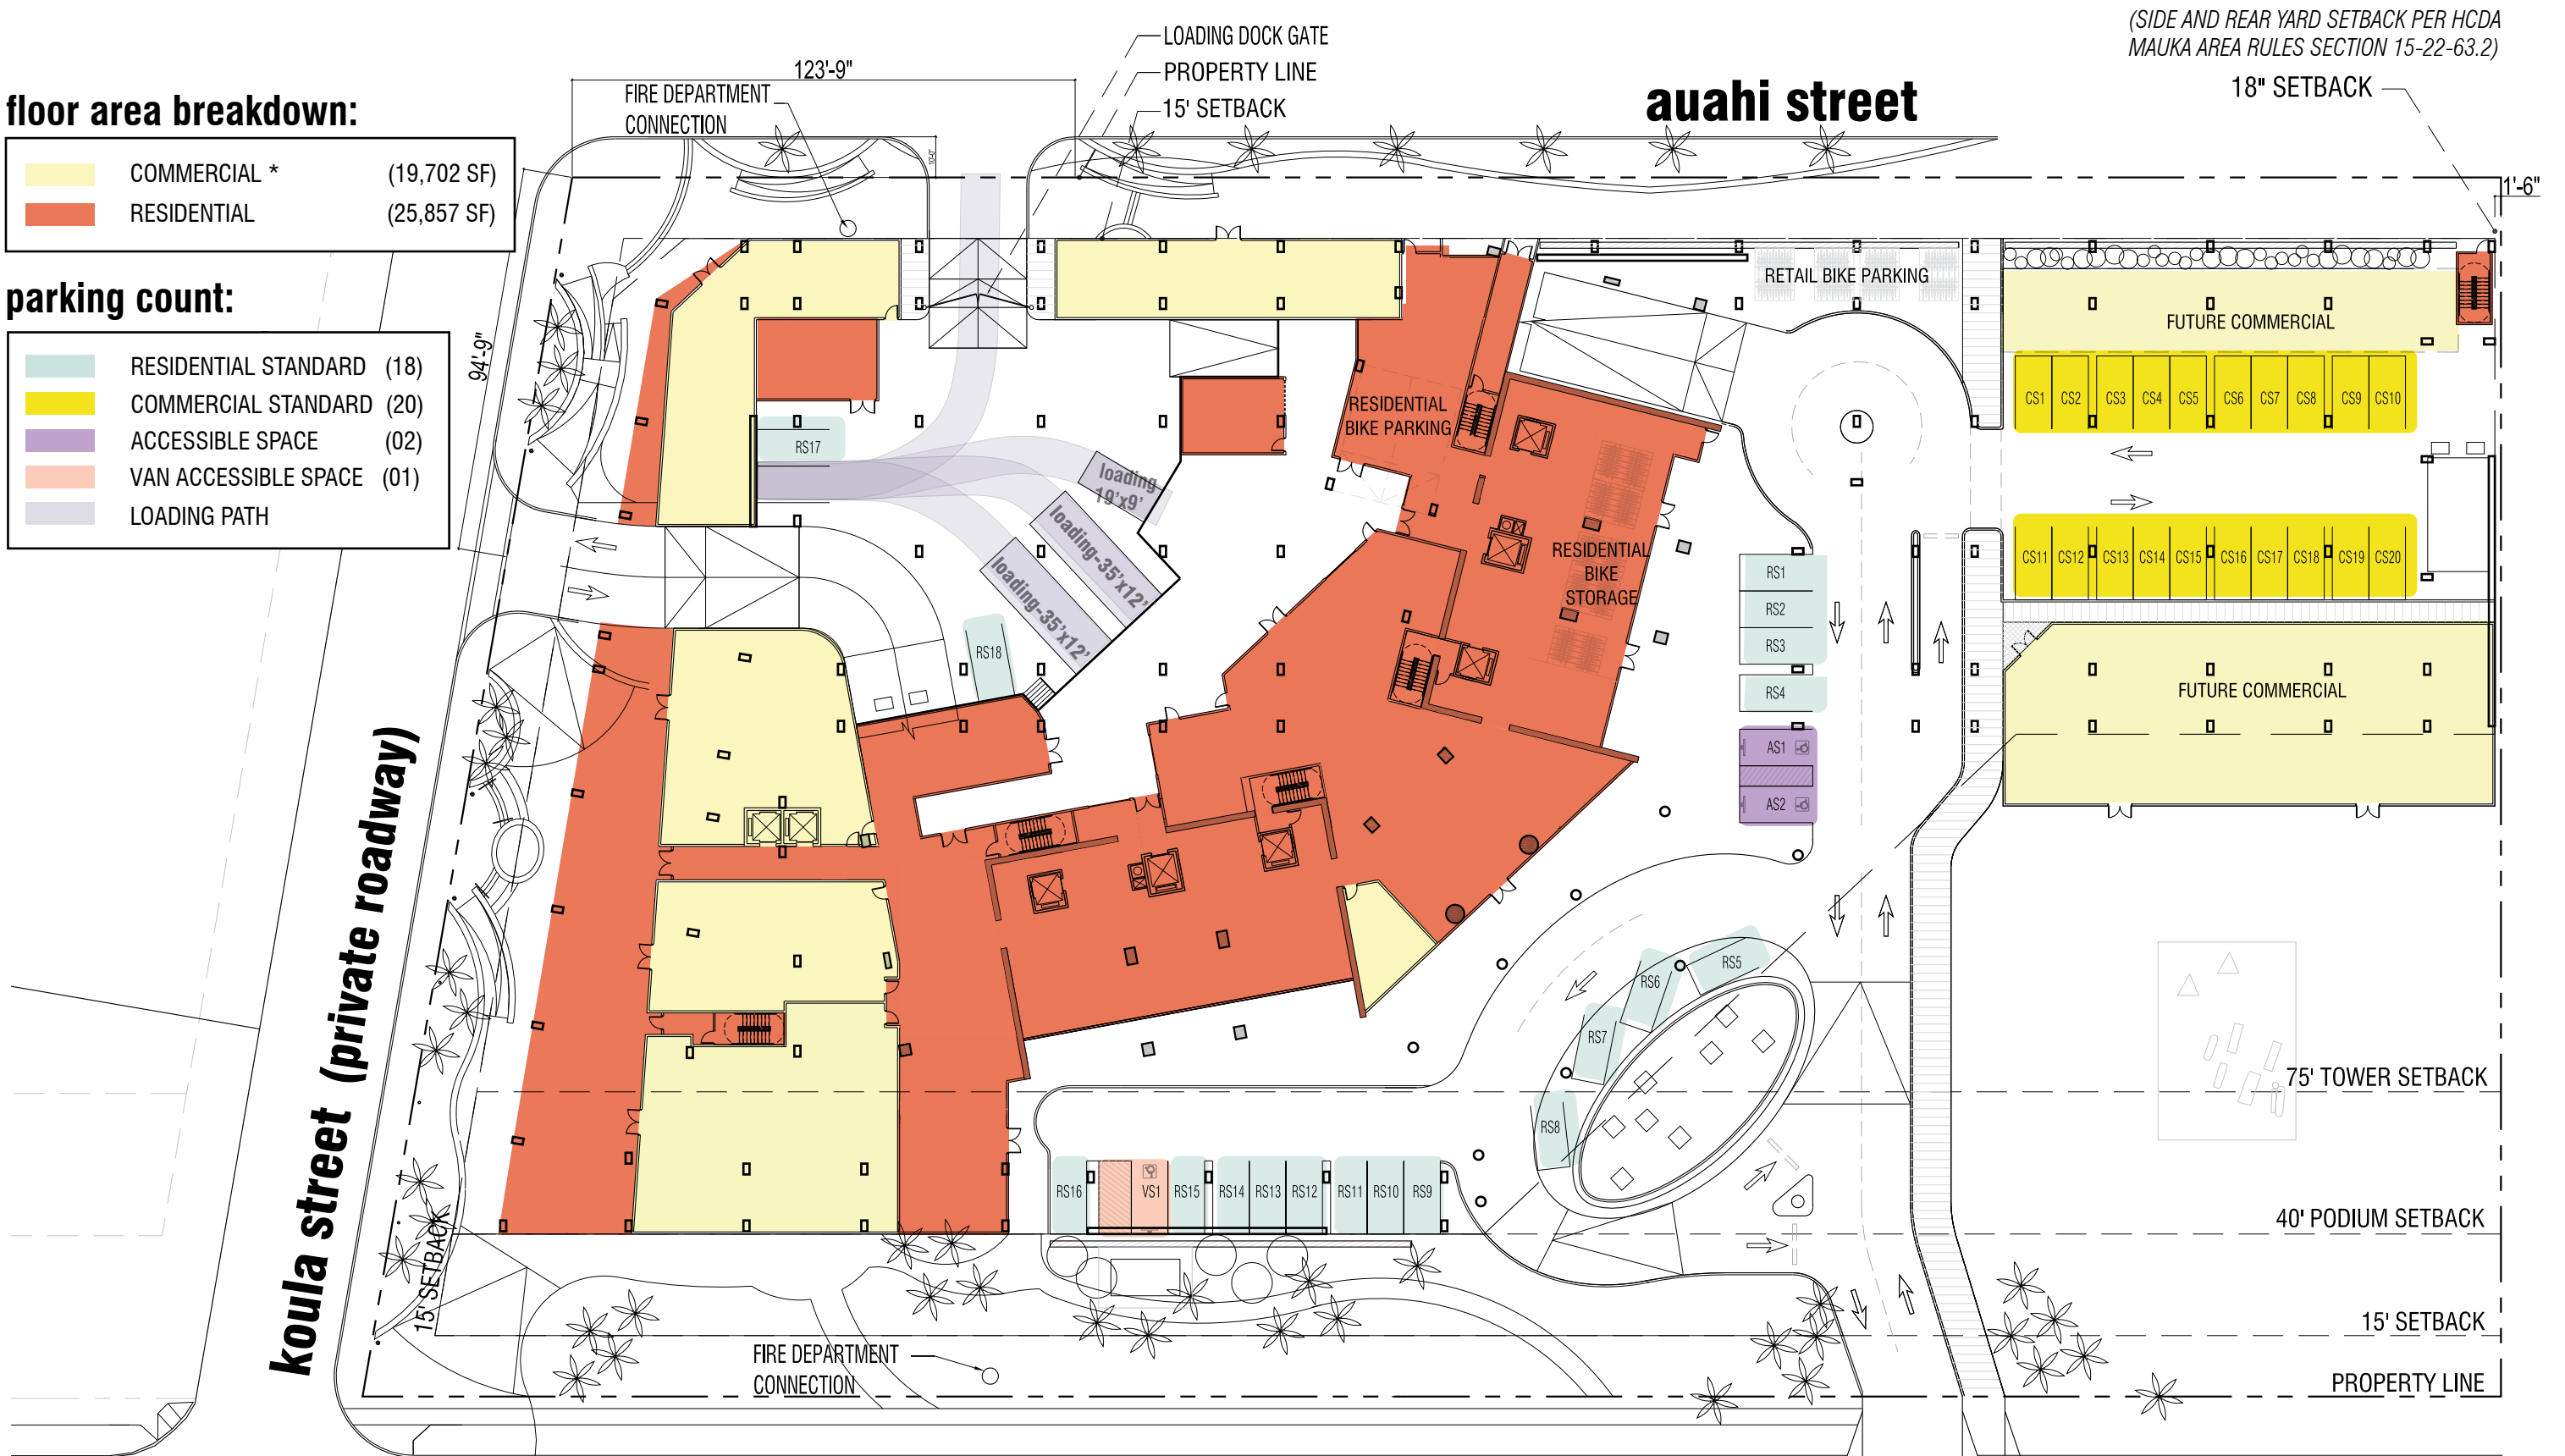 (SIDE AND REAR YARD SETBACK PER HCDA
MAUKA AREA RULES SECTION 15-22-63.2)
18" SETBACK
1'-6"
LOADING DOCK GATE
PROPERTY LINE
15' SETBACK
123'-9"
FIRE DEPARTMENT
CONNECTION
10'-0"
auahi street
floor area breakdown:
COMMERCIAL * (19,702 SF)
RESIDENTIAL (25,857 SF)
parking count:
RESIDENTIAL STANDARD (18)
COMMERCIAL STANDARD (20)
ACCESSIBLE SPACE (02)
VAN ACCESSIBLE SPACE (01)
LOADING PATH
94'-9"
RETAIL BIKE PARKING
FUTURE COMMERCIAL
CS1 CS2 CS3 CS4 CS5 CS6 CS7 CS8 CS9 CS10
RESIDENTIAL
BIKE PARKING
RS17
loading
19'x9'
loading-35'x12'
loading-35'x12'
RESIDENTIAL
BIKE
STORAGE
CS11 CS12 CS13 CS14 CS15 CS16 CS17 CS18 CS19 CS20
RS1
RS2
RS3
RS4
RS18
FUTURE COMMERCIAL
AS1
AS2
koula street (private roadway)
RS5
RS6
RS7
RS8
75' TOWER SETBACK
RS16 VS1 RS15 RS14 RS13 RS12 RS11 RS10 RS9
40' PODIUM SETBACK
15' SETBACK
15' SETBACK
FIRE DEPARTMENT
CONNECTION
PROPERTY LINE